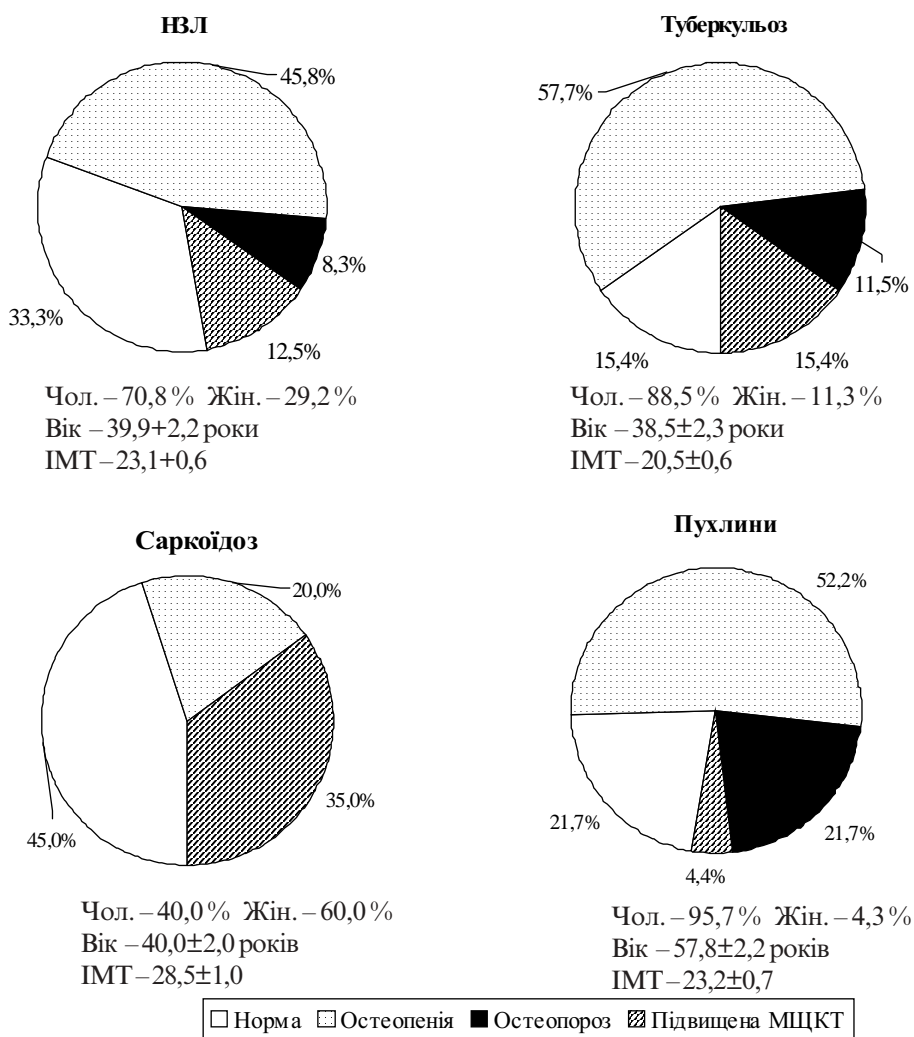 НЗЛ
45,8%
8,3%
12,5%
33,3%
Чол. – 70,8 % Жін. – 29,2 %
Вік – 39,9+2,2 роки
ІМТ – 23,1+0,6
Туберкульоз
57,7%
11,5%
15,4%
15,4%
Чол. – 88,5 % Жін. – 11,3 %
Вік – 38,5±2,3 роки
ІМТ – 20,5±0,6
Саркоїдоз
20,0%
35,0%
45,0%
Чол. – 40,0 % Жін. – 60,0 %
Вік – 40,0±2,0 років
ІМТ – 28,5±1,0
Пухлини
52,2%
21,7%
21,7%
4,4%
Чол. – 95,7 % Жін. – 4,3 %
Вік – 57,8±2,2 років
ІМТ – 23,2±0,7
Норма Остеопенія Остеопороз Підвищена МЩКТ